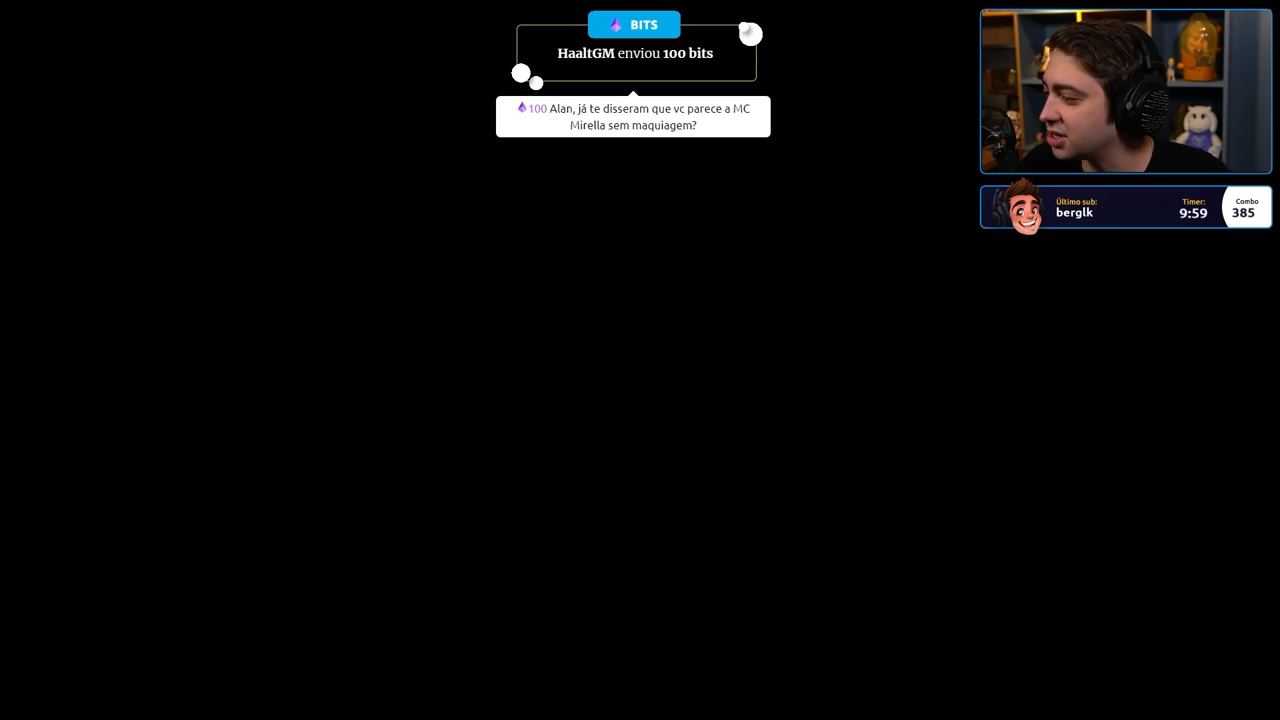 BITS
HaaltGM enviou 100 bits
100 Alan, já te disseram que vc parece a MC
Mirella sem maquiagem?
Último sub:
berglk
Timer:
9:59
Combo
385